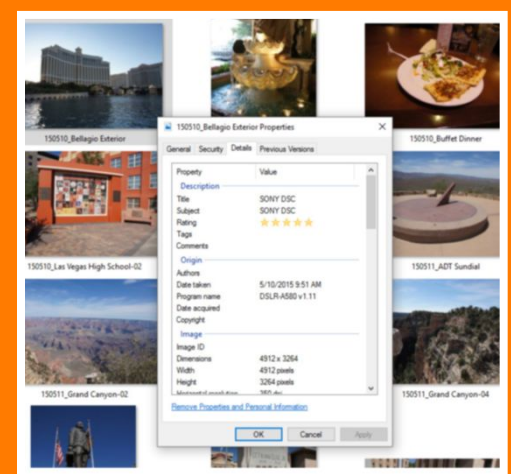 150510_Bellagio Exterior
150510_Buffet Dinner
150510_Las Vegas High School-02
150511_ADT Sundial
150511_Grand Canyon-02
150511_Grand Canyon-04
150510_Bellagio Exterior Properties
General Security Details Previous Versions
Property Value
Description
Title SONY DSC
Subject SONY DSC
Rating
Tags
Comments
Origin
Authors
Date taken 5/10/2015 9:51 AM
Program name DSLR-A580 v1.11
Date acquired
Copyright
Image
Image ID
Dimensions 4912 x 3264
Width 4912 pixels
Height 3264 pixels
Horizontal resolution 350 dpi
Remove Properties and Personal Information
OK Cancel Apply